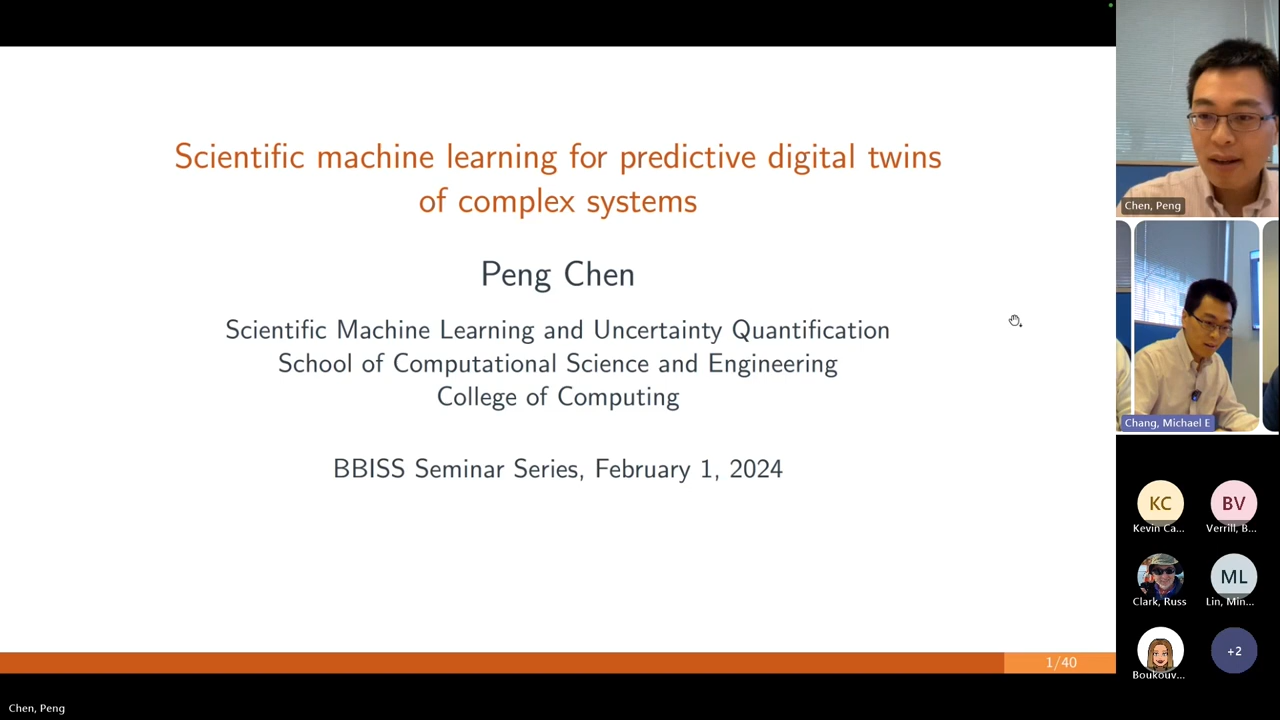 Scientific machine learning for predictive digital twins
of complex systems
Peng Chen
Scientific Machine Learning and Uncertainty Quantification
School of Computational Science and Engineering
College of Computing
BBISS Seminar Series, February 1, 2024
1/40
Chen, Peng
Chang, Michael E
KC
Kevin Ca...
BV
Verrill, B...
Clark, Russ
ML
Lin, Min...
Boukouv...
+2
Chen, Peng